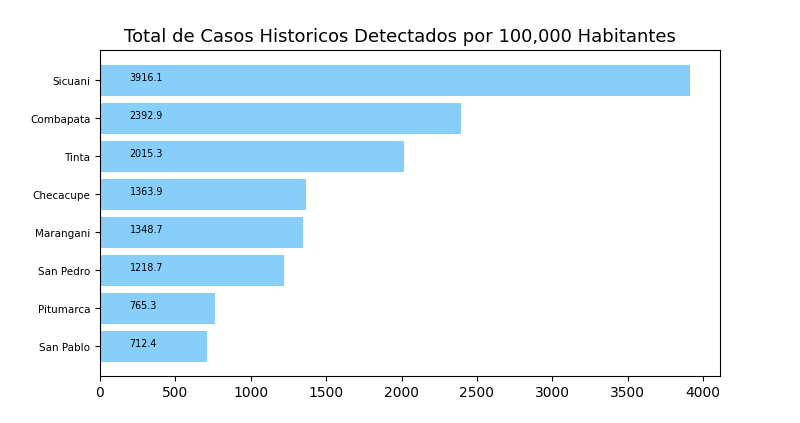 Total de Casos Historicos Detectados por 100,000 Habitantes
Sicuani 3916.1
Combapata 2392.9
Tinta 2015.3
Checacupe 1363.9
Marangani 1348.7
San Pedro 1218.7
Pitumarca 765.3
San Pablo 712.4
0 500 1000 1500 2000 2500 3000 3500 4000